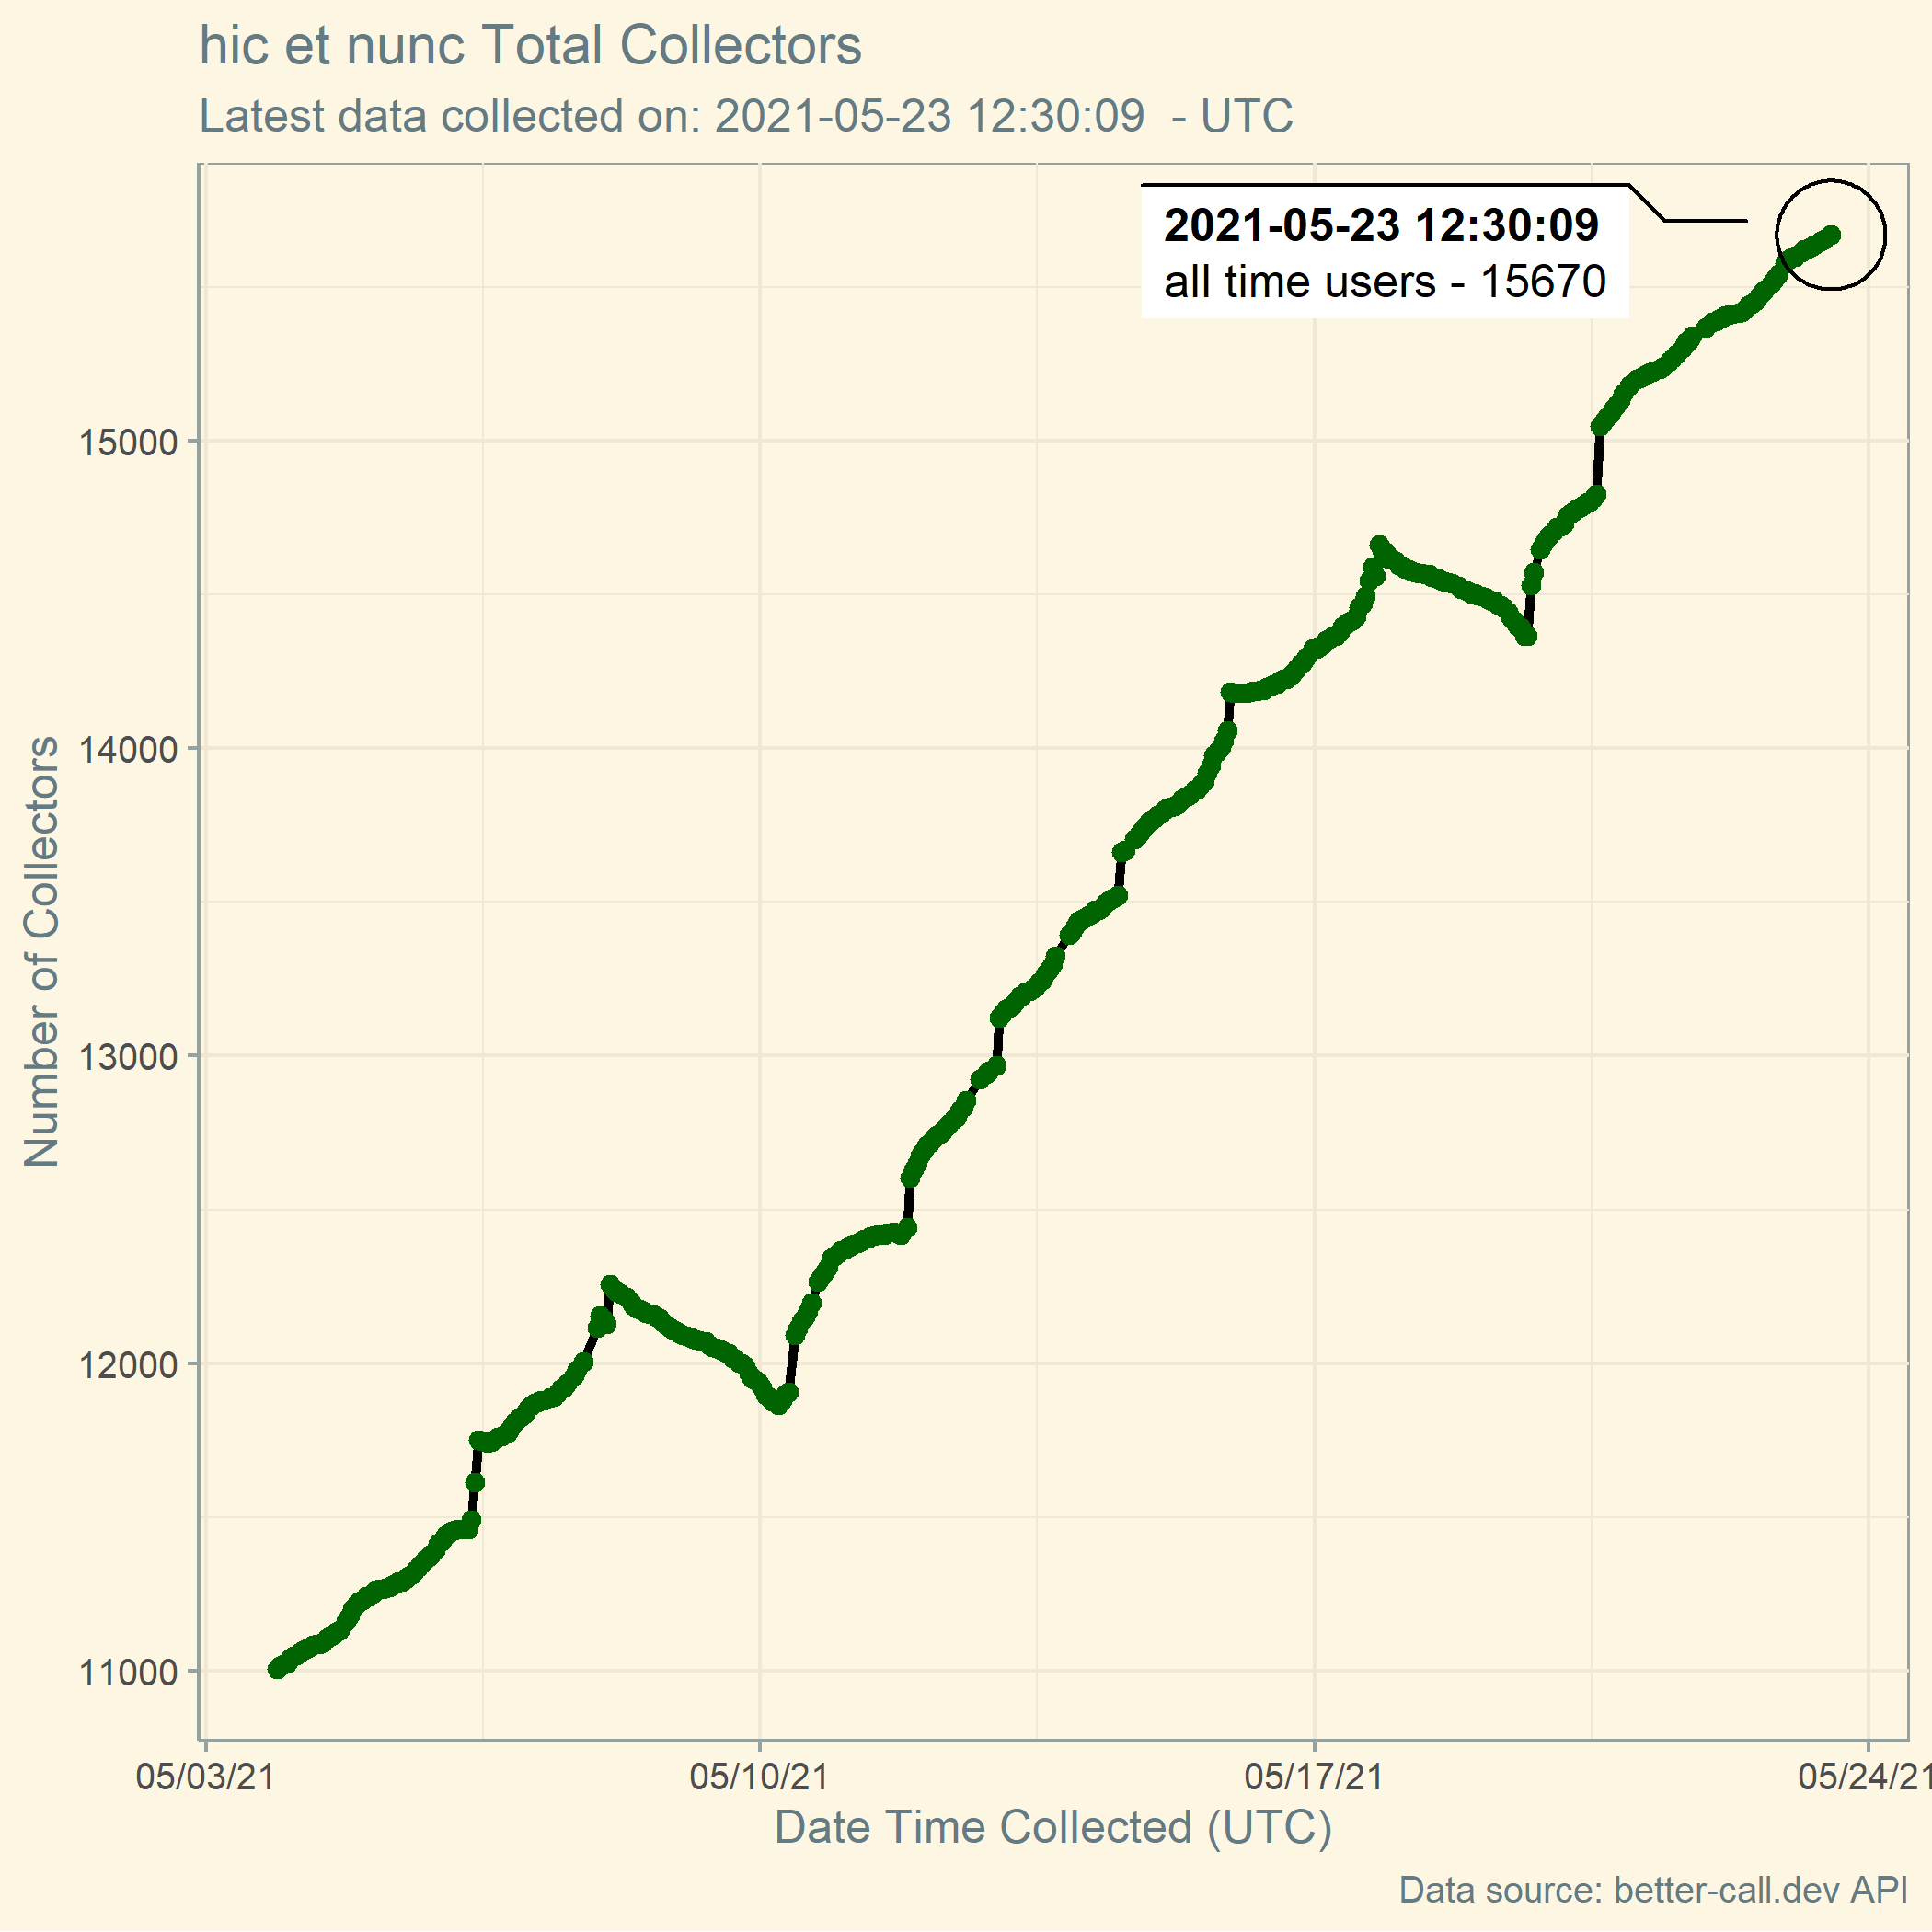 hic et nunc Total Collectors
Latest data collected on: 2021-05-23 12:30:09  - UTC
2021-05-23 12:30:09
all time users - 15670
Number of Collectors
15000
14000
13000
12000
11000
05/03/21
05/10/21
05/17/21
05/24/21
Date Time Collected (UTC)
Data source: better-call.dev API